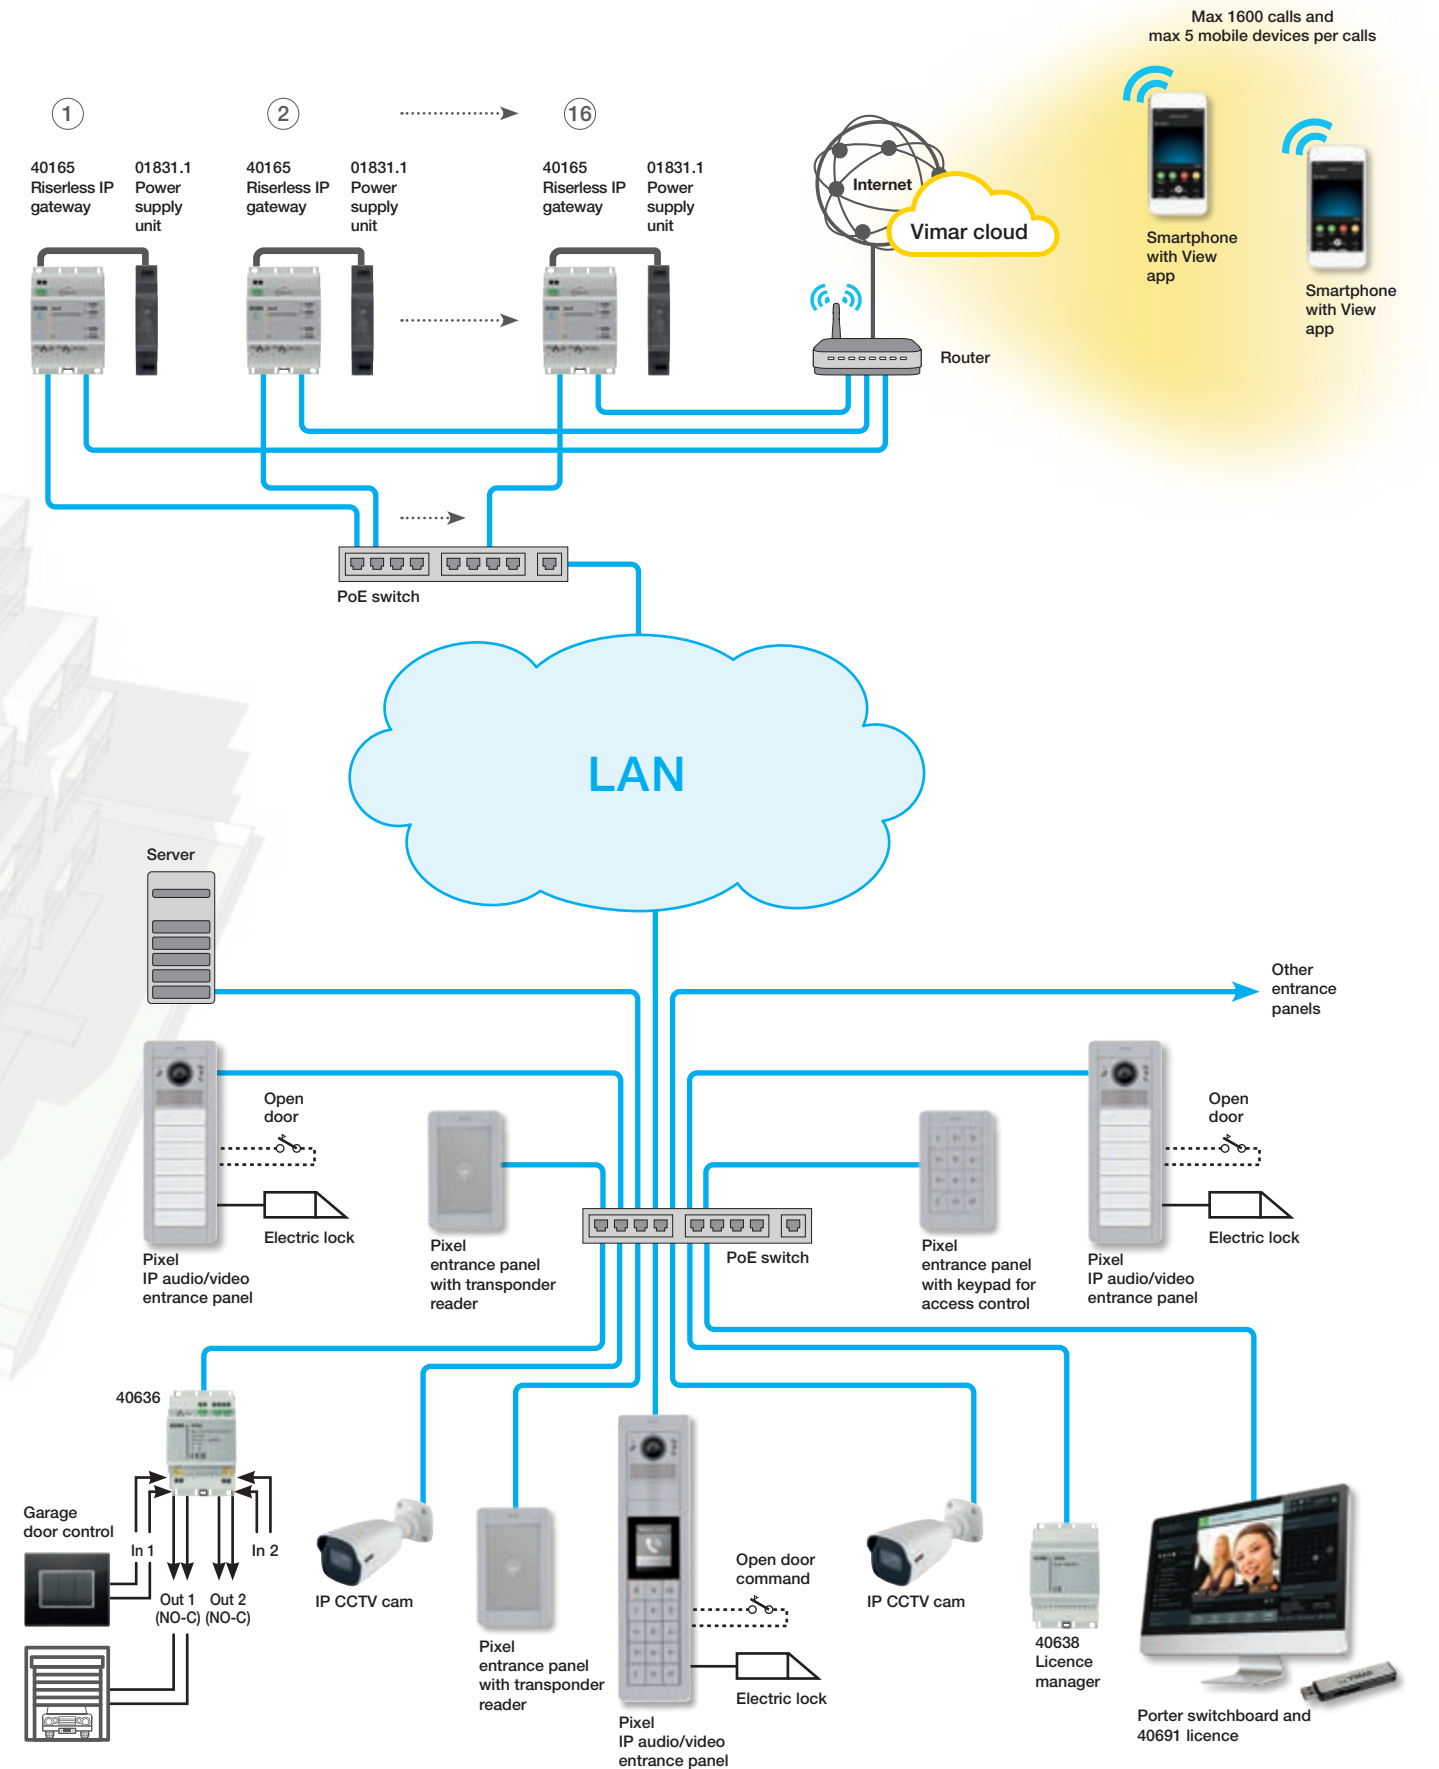 Max 1600 calls and
max 5 mobile devices per calls
1
2
16
40165
Riserless IP
gateway
01831.1
Power
supply
unit
40165
Riserless IP
gateway
01831.1
Power
supply
unit
40165
Riserless IP
gateway
01831.1
Power
supply
unit
Internet
Vimar cloud
Smartphone
with View
app
Smartphone
with View
app
Router
PoE switch
LAN
Server
Other
entrance
panels
Open
door
Electric lock
Pixel
IP audio/video
entrance panel
Pixel
entrance panel
with transponder
reader
PoE switch
Pixel
entrance panel
with keypad for
access control
Open
door
Electric lock
Pixel
IP audio/video
entrance panel
40636
Garage
door control
In 1
In 2
Out 1
(NO-C)
Out 2
(NO-C)
IP CCTV cam
Pixel
entrance panel
with transponder
reader
Open door
command
Electric lock
Pixel
IP audio/video
entrance panel
IP CCTV cam
40638
Licence
manager
VIMAR
Porter switchboard and
40691 licence